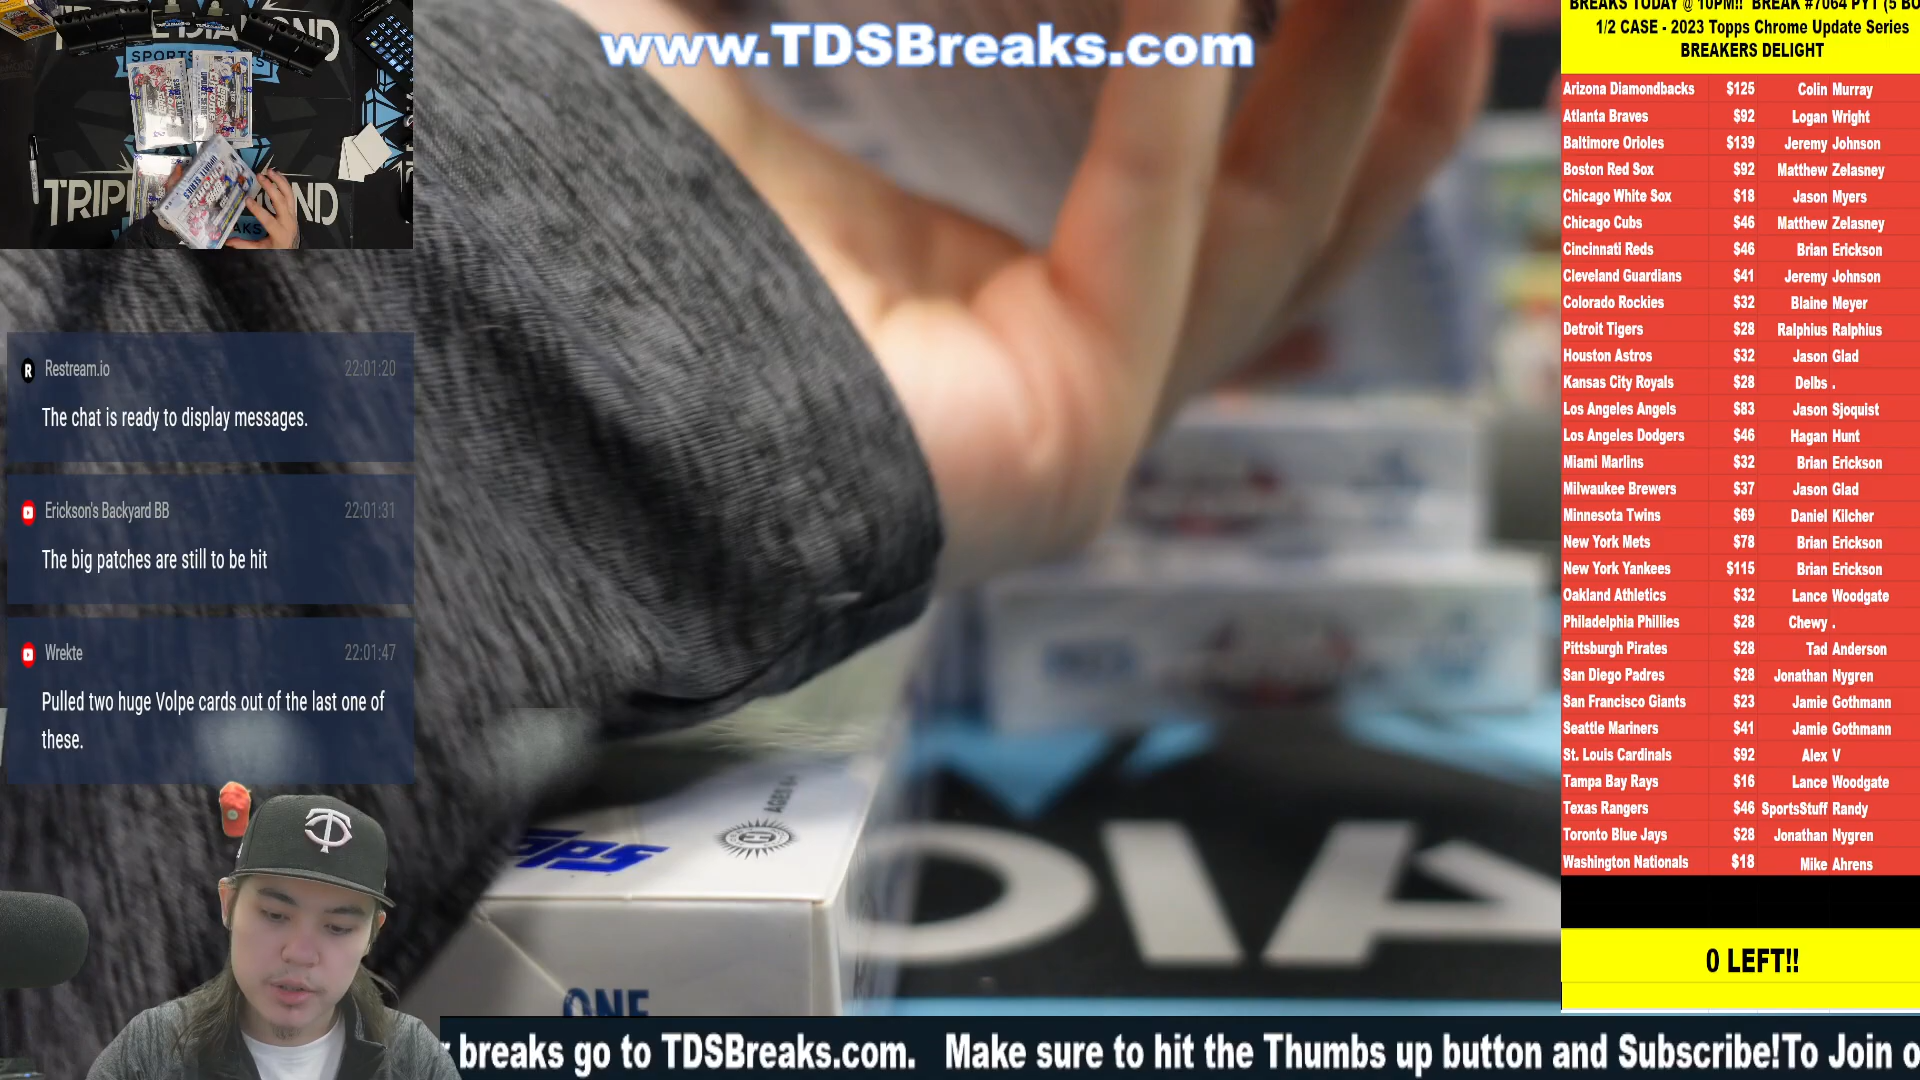 www.TDSBreaks.com
BREAKS TODAY @ 10PM!! BREAK #7064 PYT (5 BO
1/2 CASE - 2023 Topps Chrome Update Series
BREAKERS DELIGHT
Arizona Diamondbacks $125 Colin Murray
Atlanta Braves $92 Logan Wright
Baltimore Orioles $139 Jeremy Johnson
Boston Red Sox $92 Matthew Zelasney
Chicago White Sox $18 Jason Myers
Chicago Cubs $46 Matthew Zelasney
Cincinnati Reds $46 Brian Erickson
Cleveland Guardians $41 Jeremy Johnson
Colorado Rockies $32 Blaine Meyer
Detroit Tigers $28 Ralphius Ralphius
Houston Astros $32 Jason Glad
Kansas City Royals $28 Delbs .
Los Angeles Angels $83 Jason Sjoquist
Los Angeles Dodgers $46 Hagan Hunt
Miami Marlins $32 Brian Erickson
Milwaukee Brewers $37 Jason Glad
Minnesota Twins $69 Daniel Kilcher
New York Mets $78 Brian Erickson
New York Yankees $115 Brian Erickson
Oakland Athletics $32 Lance Woodgate
Philadelphia Phillies $28 Chewy .
Pittsburgh Pirates $28 Tad Anderson
San Diego Padres $28 Jonathan Nygren
San Francisco Giants $23 Jamie Gothmann
Seattle Mariners $41 Jamie Gothmann
St. Louis Cardinals $92 Alex V
Tampa Bay Rays $16 Lance Woodgate
Texas Rangers $46 SportsStuff Randy
Toronto Blue Jays $28 Jonathan Nygren
Washington Nationals $18 Mike Ahrens
0 LEFT!!
SPORTS
UPDATE SERIES
TRIP
OND
R Restream.io 22:01:20
The chat is ready to display messages.
Erickson's Backyard BB 22:01:31
The big patches are still to be hit
Wrekte 22:01:47
Pulled two huge Volpe cards out of the last one of
these.
TC
AGES
H
PPS
ONE
DIA
r breaks go to TDSBreaks.com. Make sure to hit the Thumbs up button and Subscribe!To Join o